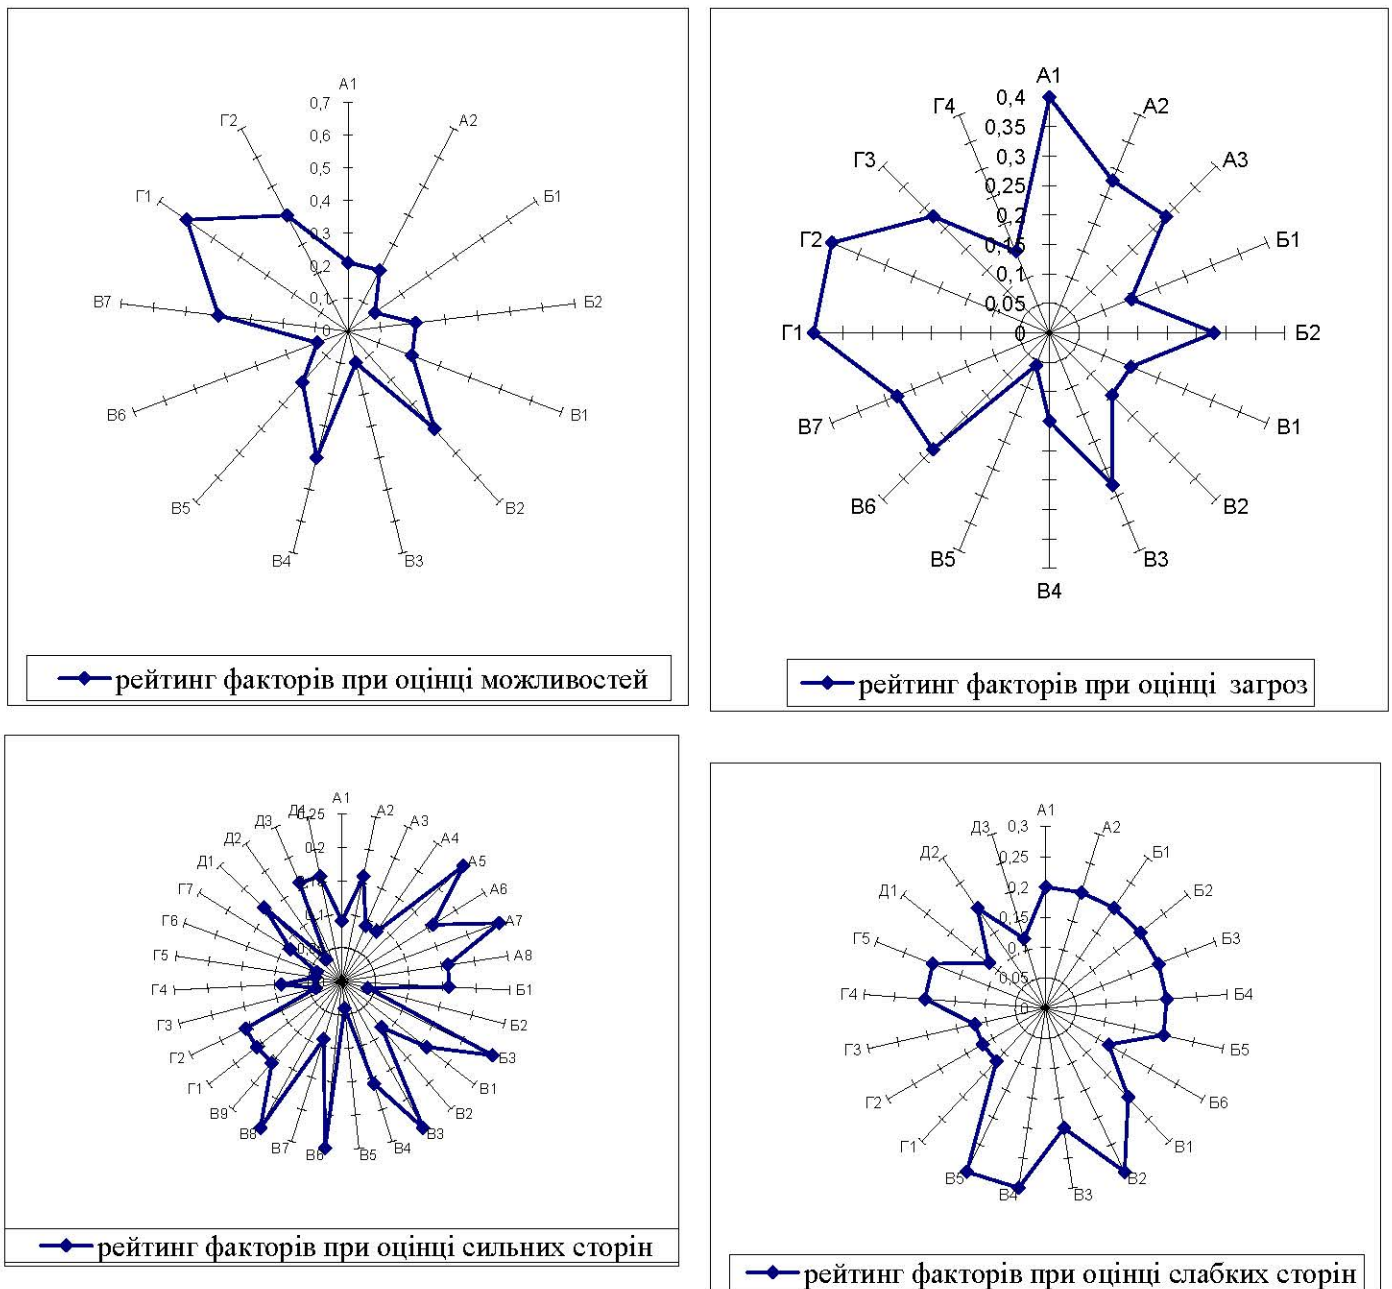 А1
0,7
0,6
0,5
0,4
0,3
0,2
0,1
0
А2
Б1
Б2
В1
В2
В3
В4
В5
В6
В7
Г1
Г2
рейтинг факторів при оцінці можливостей
А1
0,4
0,35
0,3
0,25
0,2
0,15
0,1
0,05
0
А2
А3
Б1
Б2
В1
В2
В3
В4
В5
В6
В7
Г1
Г2
Г3
Г4
рейтинг факторів при оцінці загроз
А1
0,25
0,2
А2
А3
А4
А5
А6
А7
А8
Б1
Б2
Б3
В1
В2
В3
В4
В5
В6
В7
В8
В9
Г1
Г2
Г3
Г4
Г5
Г6
Г7
Д1
Д2
Д3
Д4
рейтинг факторів при оцінці сильних сторін
А1
0,3
0,25
0,2
0,15
0,1
0,05
0
А2
Б1
Б2
Б3
Б4
Б5
Б6
В1
В2
В3
В4
В5
Г1
Г2
Г3
Г4
Г5
Д1
Д2
Д3
рейтинг факторів при оцінці слабких сторін